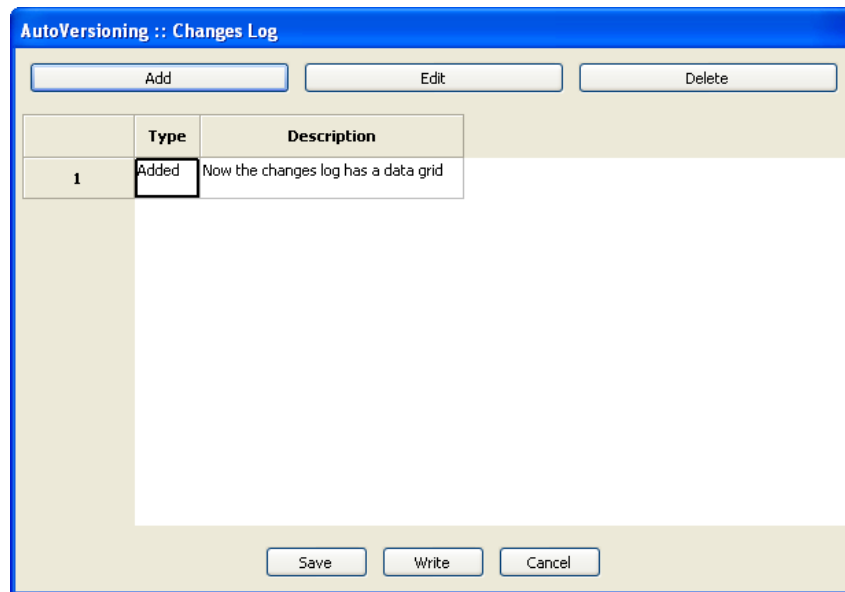 AutoVersioning :: Changes Log
Add Edit Delete
Type Description
1 Added Now the changes log has a data grid
Save Write Cancel